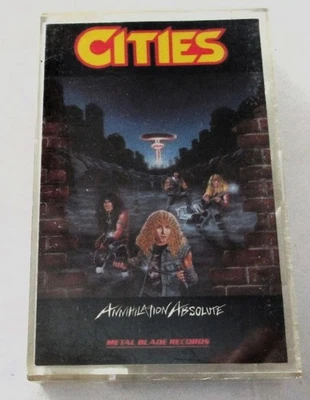 CITIES
ANNIHILATION ABSOLUTE
METAL BLADE RECORDS